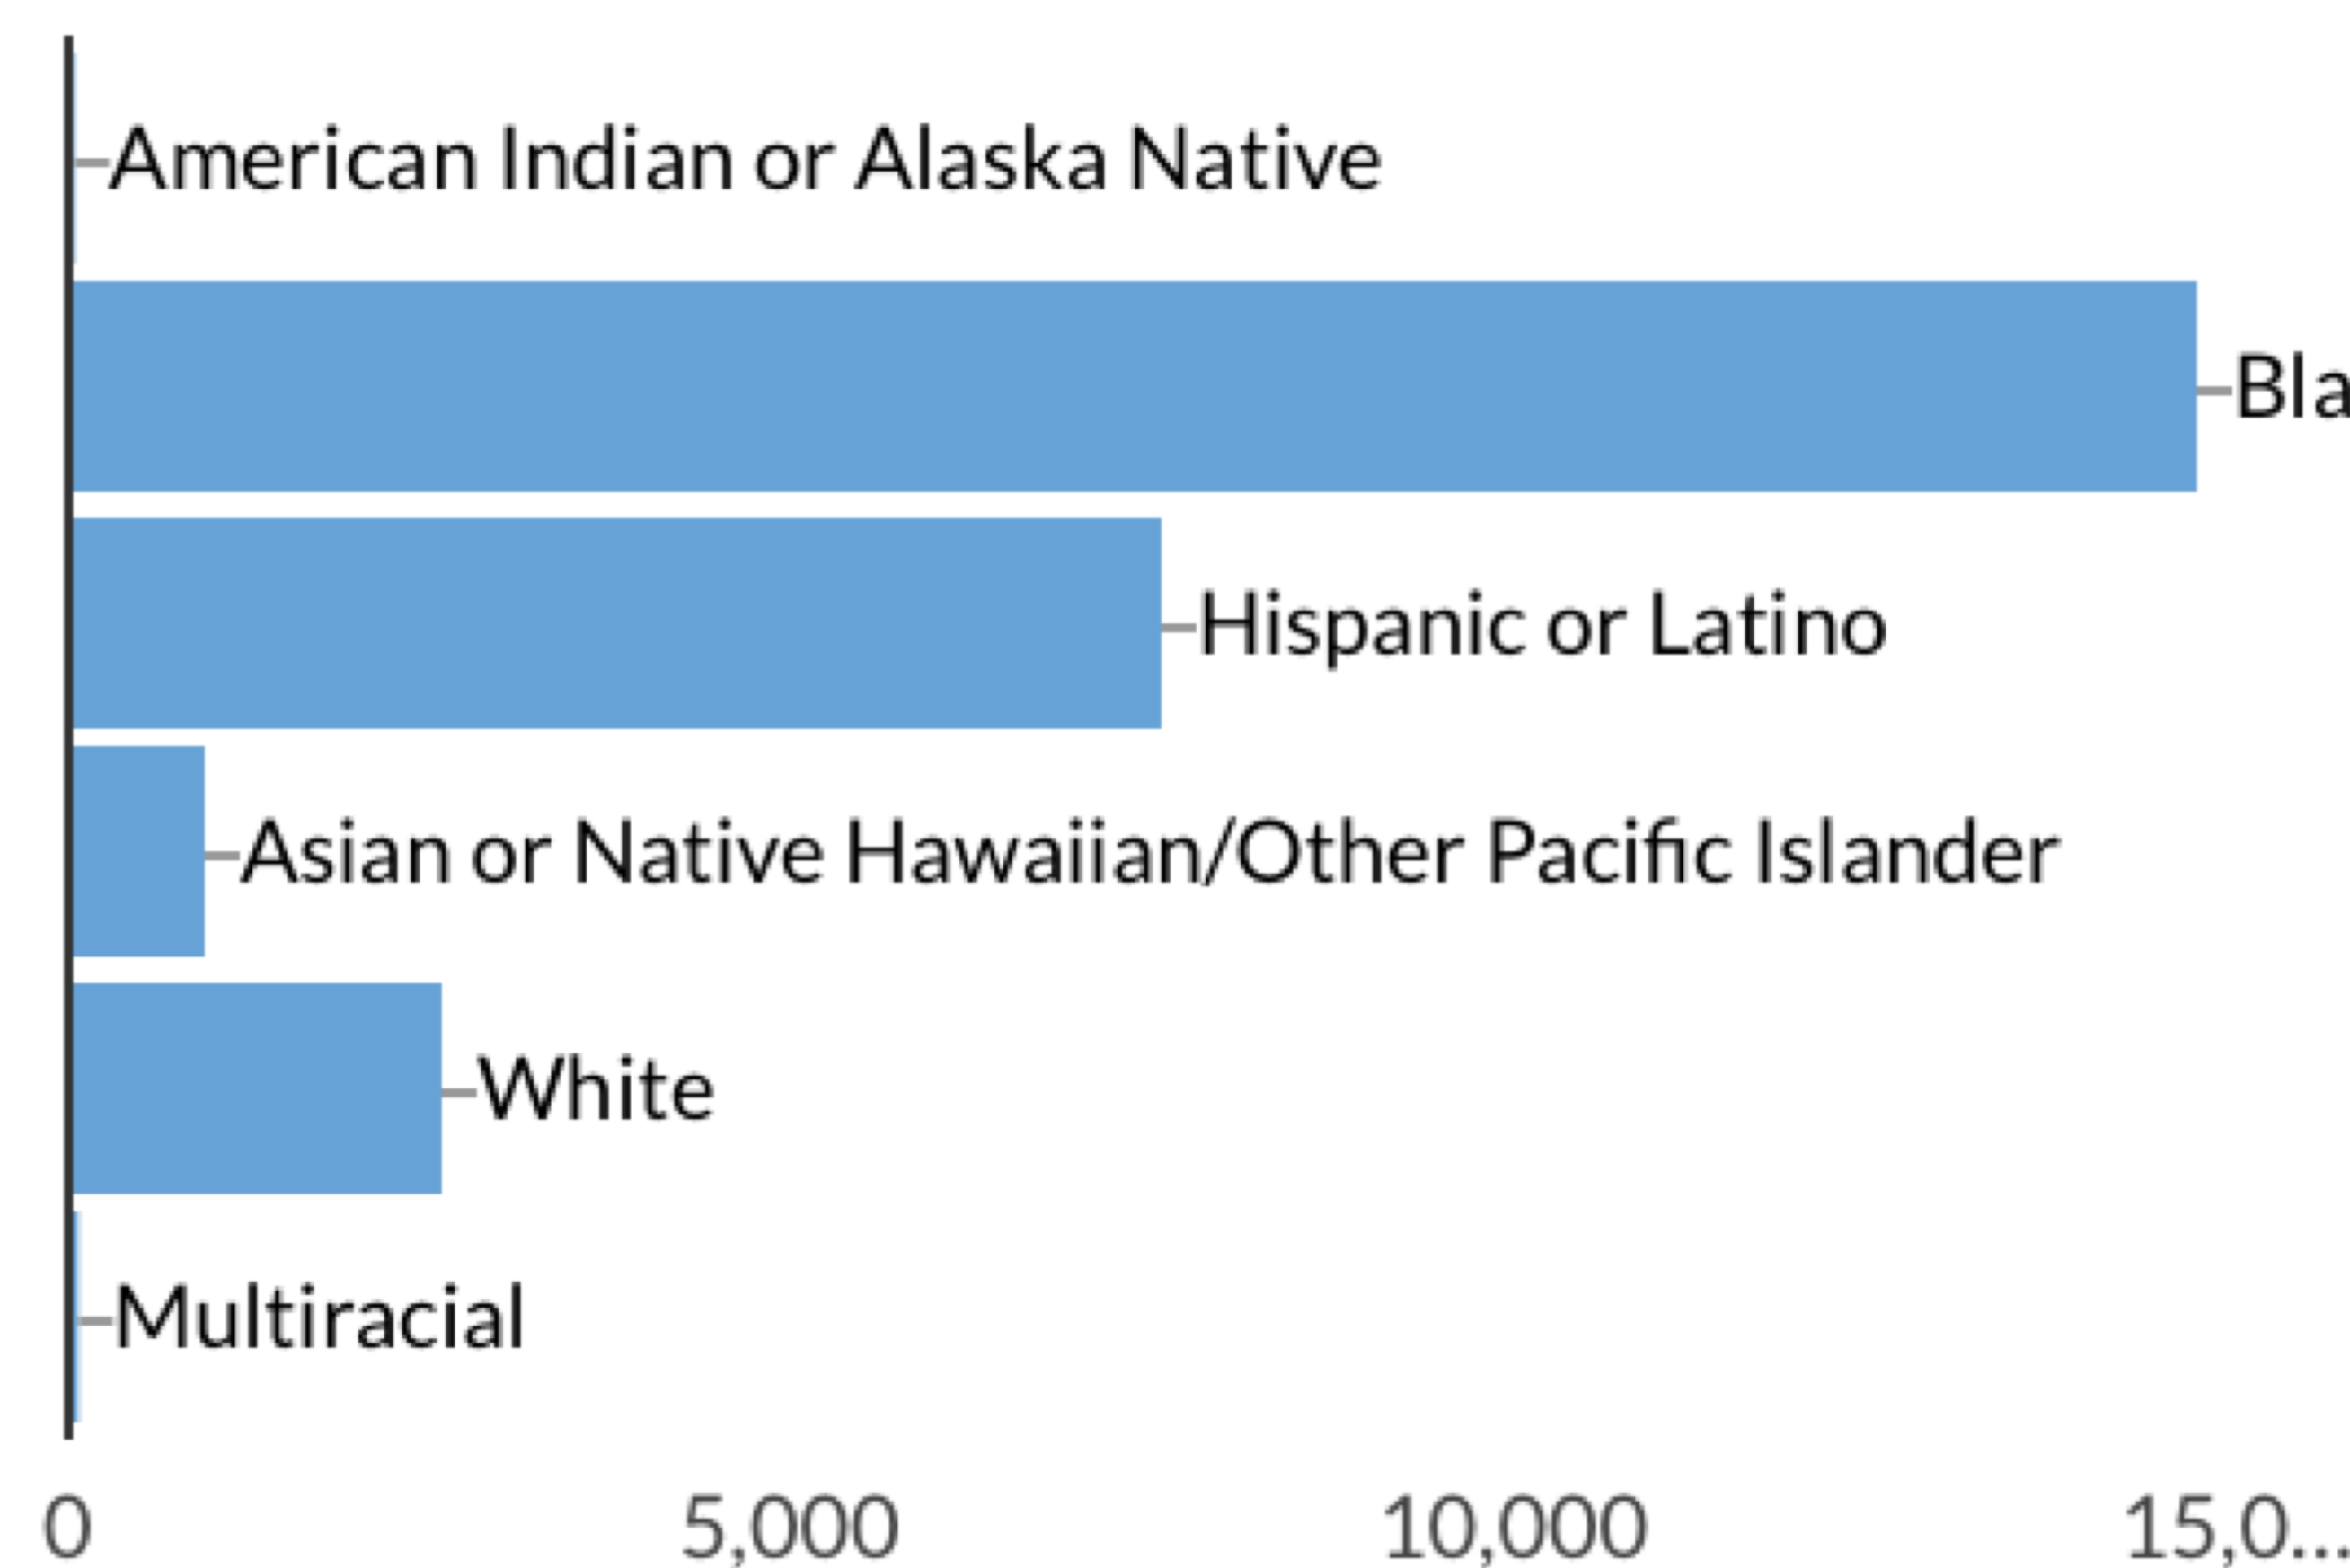 American Indian or Alaska Native
Bla
Hispanic or Latino
Asian or Native Hawaiian/Other Pacific Islander
White
Multiracial
0 5,000 10,000 15,0...